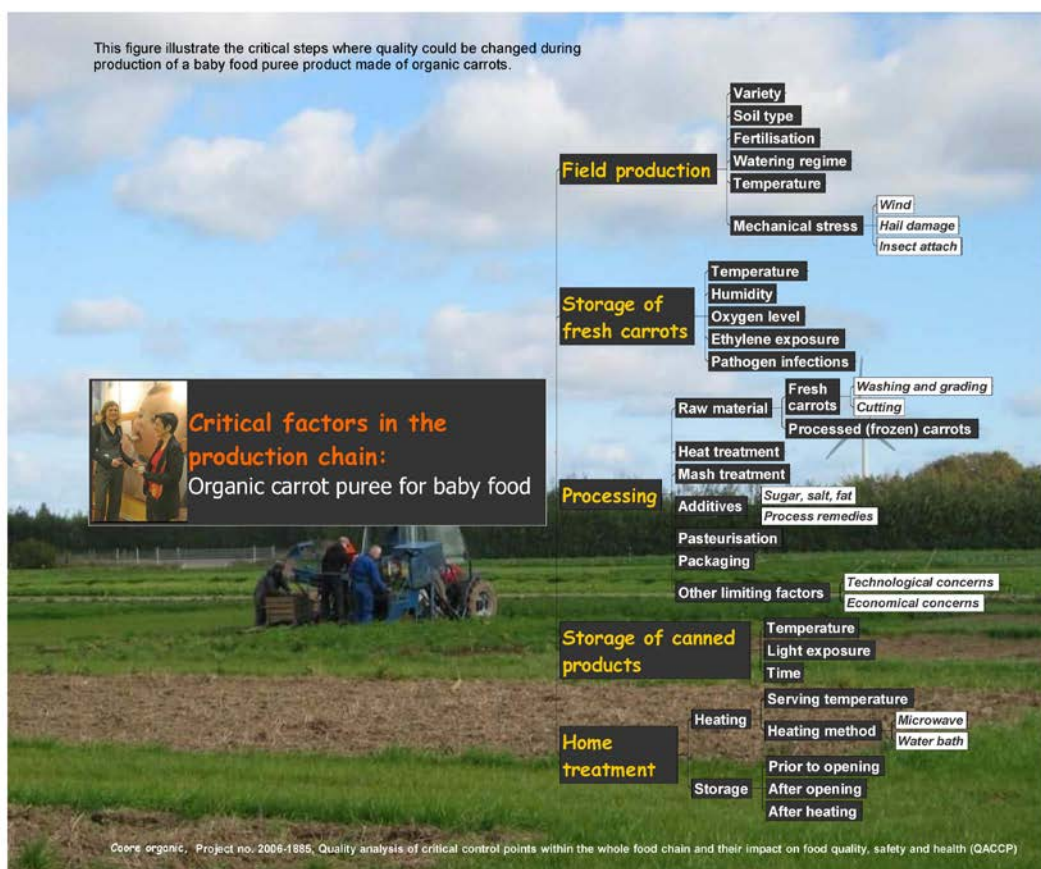 This figure illustrate the critical steps where quality could be changed during
production of a baby food puree product made of organic carrots.
Critical factors in the
production chain:
Organic carrot puree for baby food
Field production
Variety
Soil type
Fertilisation
Watering regime
Temperature
Mechanical stress
Wind
Hail damage
Insect attach
Storage of
fresh carrots
Temperature
Humidity
Oxygen level
Ethylene exposure
Pathogen infections
Processing
Raw material
Fresh
carrots
Washing and grading
Cutting
Processed (frozen) carrots
Heat treatment
Mash treatment
Additives
Sugar, salt, fat
Process remedies
Pasteurisation
Packaging
Other limiting factors
Technological concerns
Economical concerns
Storage of canned
products
Temperature
Light exposure
Time
Home
treatment
Heating
Serving temperature
Heating method
Microwave
Water bath
Storage
Prior to opening
After opening
After heating
Coore organic, Project no. 2006-1885, Quality analysis of critical control points within the whole food chain and their impact on food quality, safety and health (QACCP)